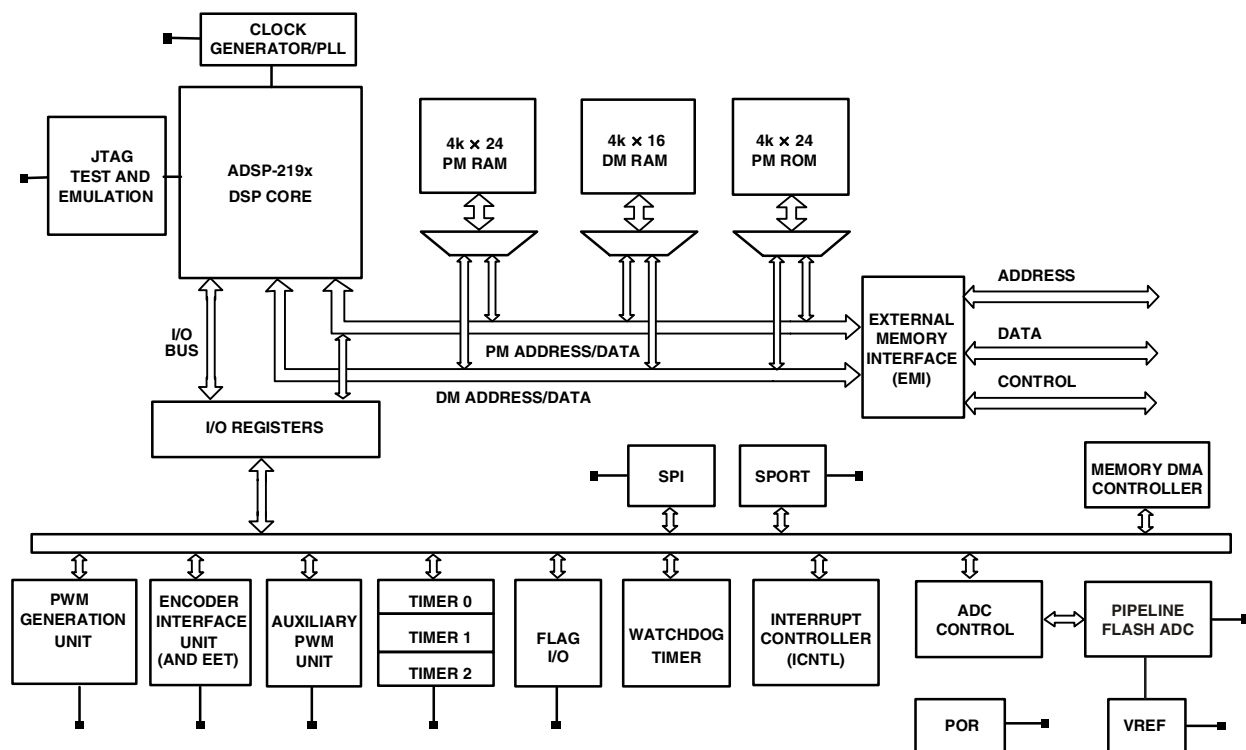 CLOCK
GENERATOR/PLL
JTAG
TEST AND
EMULATION
ADSP-219x
DSP CORE
4k × 24
PM RAM
4k × 16
DM RAM
4k × 24
PM ROM
I/O
BUS
PM ADDRESS/DATA
DM ADDRESS/DATA
EXTERNAL
MEMORY
INTERFACE
(EMI)
ADDRESS
DATA
CONTROL
I/O REGISTERS
SPI
SPORT
MEMORY DMA
CONTROLLER
PWM
GENERATION
UNIT
ENCODER
INTERFACE
UNIT
(AND EET)
AUXILIARY
PWM
UNIT
TIMER 0
TIMER 1
TIMER 2
FLAG
I/O
WATCHDOG
TIMER
INTERRUPT
CONTROLLER
(ICNTL)
ADC
CONTROL
PIPELINE
FLASH ADC
POR
VREF